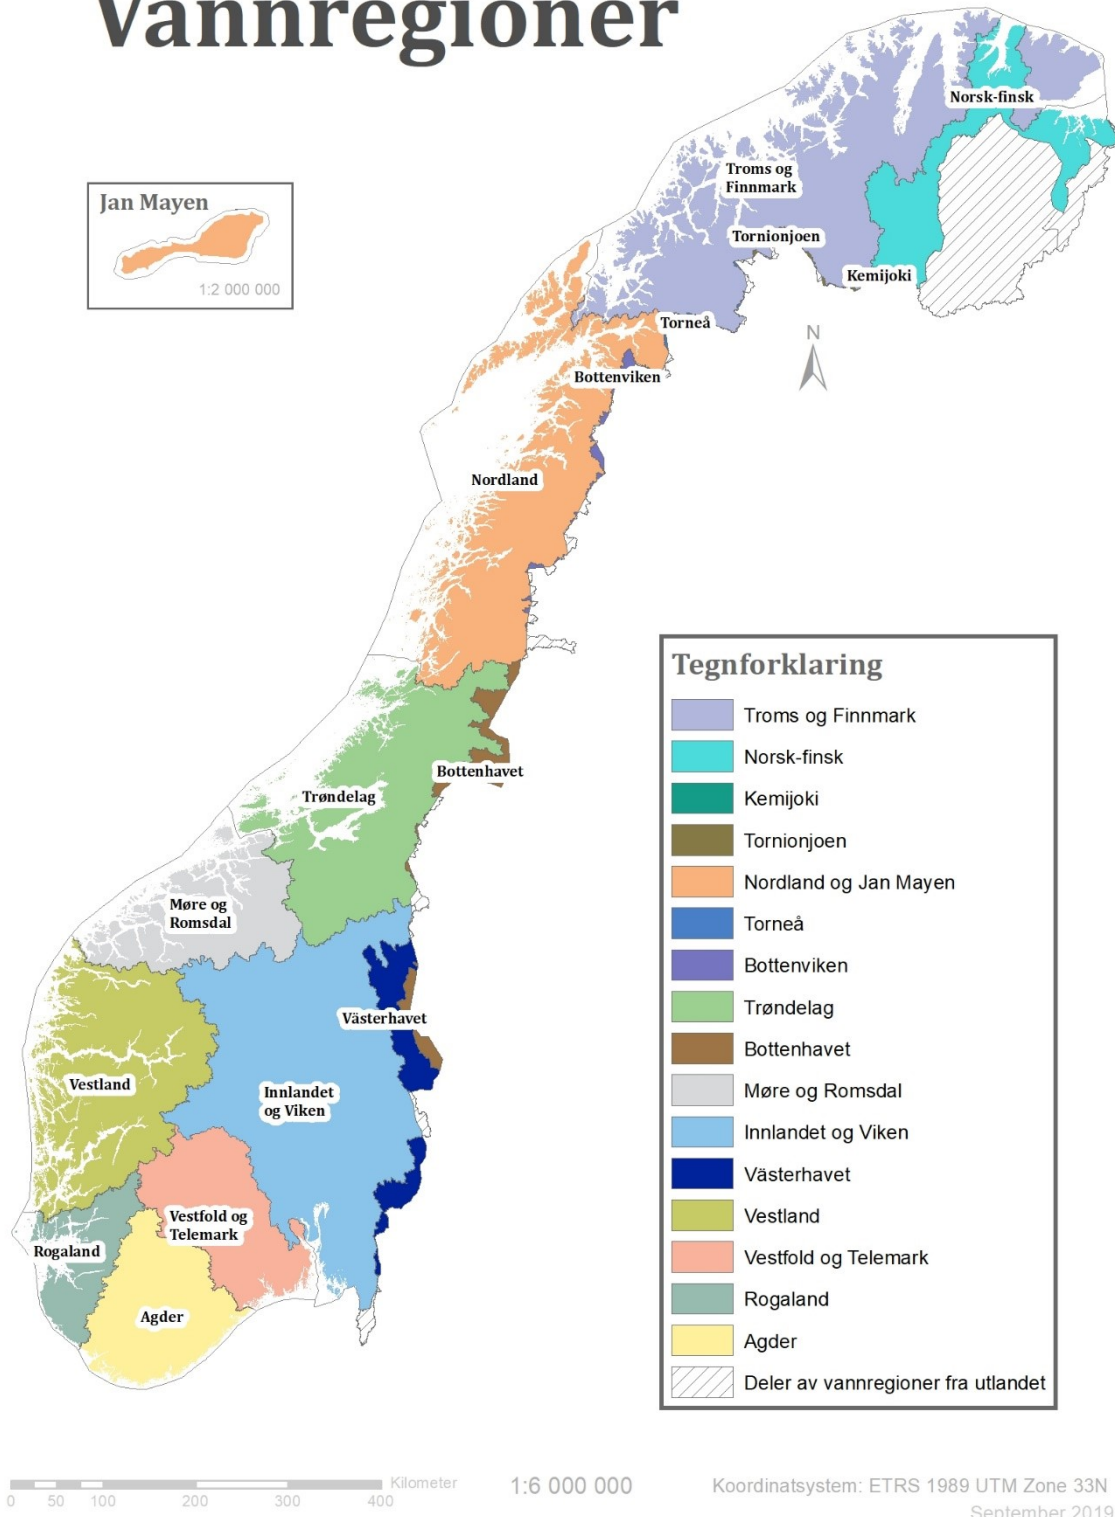 Vannregioner
Jan Mayen
1:2 000 000
Norsk-finsk
Troms og
Finnmark
Tornionjoen
Kemijoki
Torneå
N
Bottenviken
Nordland
Bottenhavet
Trøndelag
Møre og
Romsdal
Västerhavet
Vestland
Innlandet
og Viken
Vestfold og
Telemark
Rogaland
Agder
Tegnforklaring
Troms og Finnmark
Norsk-finsk
Kemijoki
Tornionjoen
Nordland og Jan Mayen
Torneå
Bottenviken
Trøndelag
Bottenhavet
Møre og Romsdal
Innlandet og Viken
Västerhavet
Vestland
Vestfold og Telemark
Rogaland
Agder
Deler av vannregioner fra utlandet
Kilometer
0 50 100 200 300 400
1:6 000 000
Koordinatsystem: ETRS 1989 UTM Zone 33N
September 2019